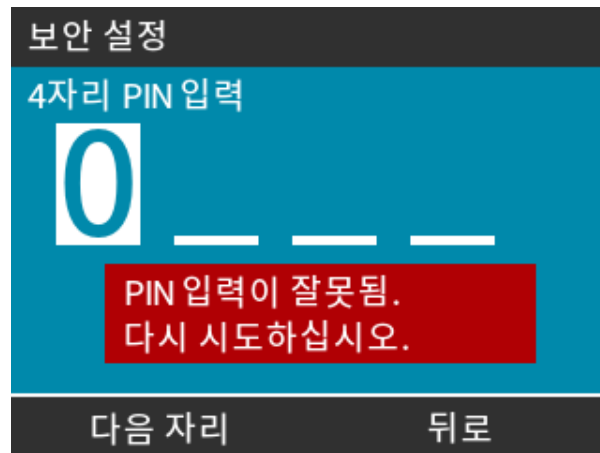 보안 설정
4자리 PIN 입력
0 _ _ _
PIN 입력이 잘못됨.
다시 시도하십시오.
다음 자리 뒤로